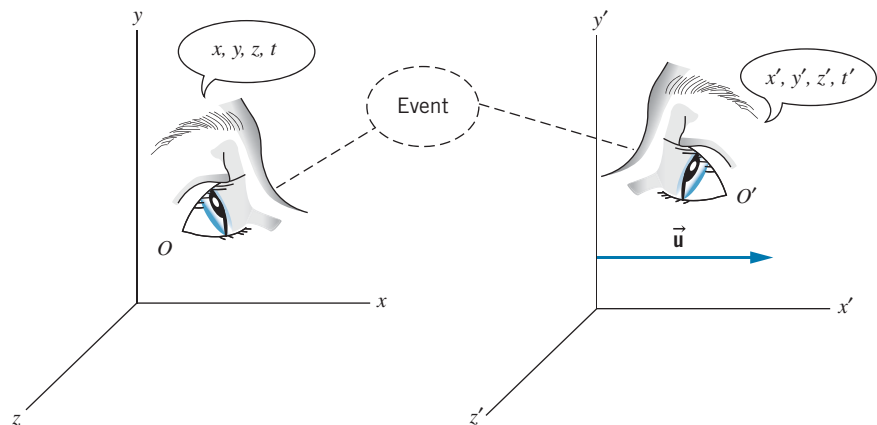 y
x, y, z, t
Event
y′
x′, y′, z′, t′
O
O′
u⃗
x
x′
z
z′